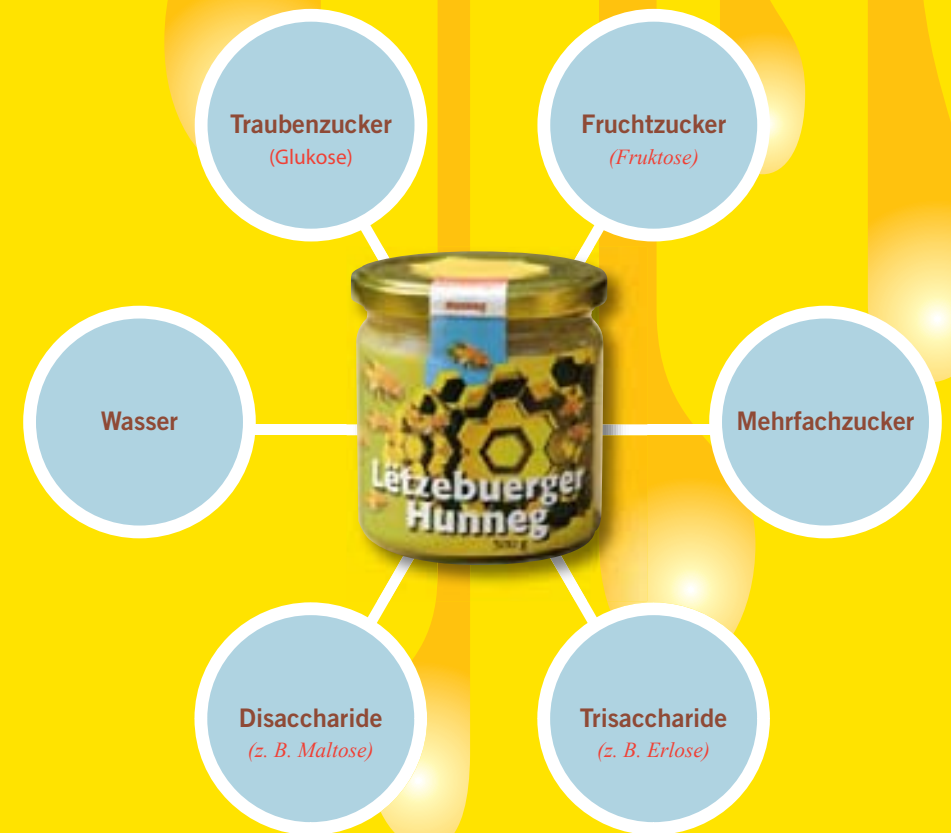 Traubenzucker
(Glukose)
Fruchtzucker
(Fruktose)
Wasser
Lëtzebuerger
Hunneg
Mehrfachzucker
Disaccharide
(z. B. Maltose)
Trisaccharide
(z. B. Erlose)